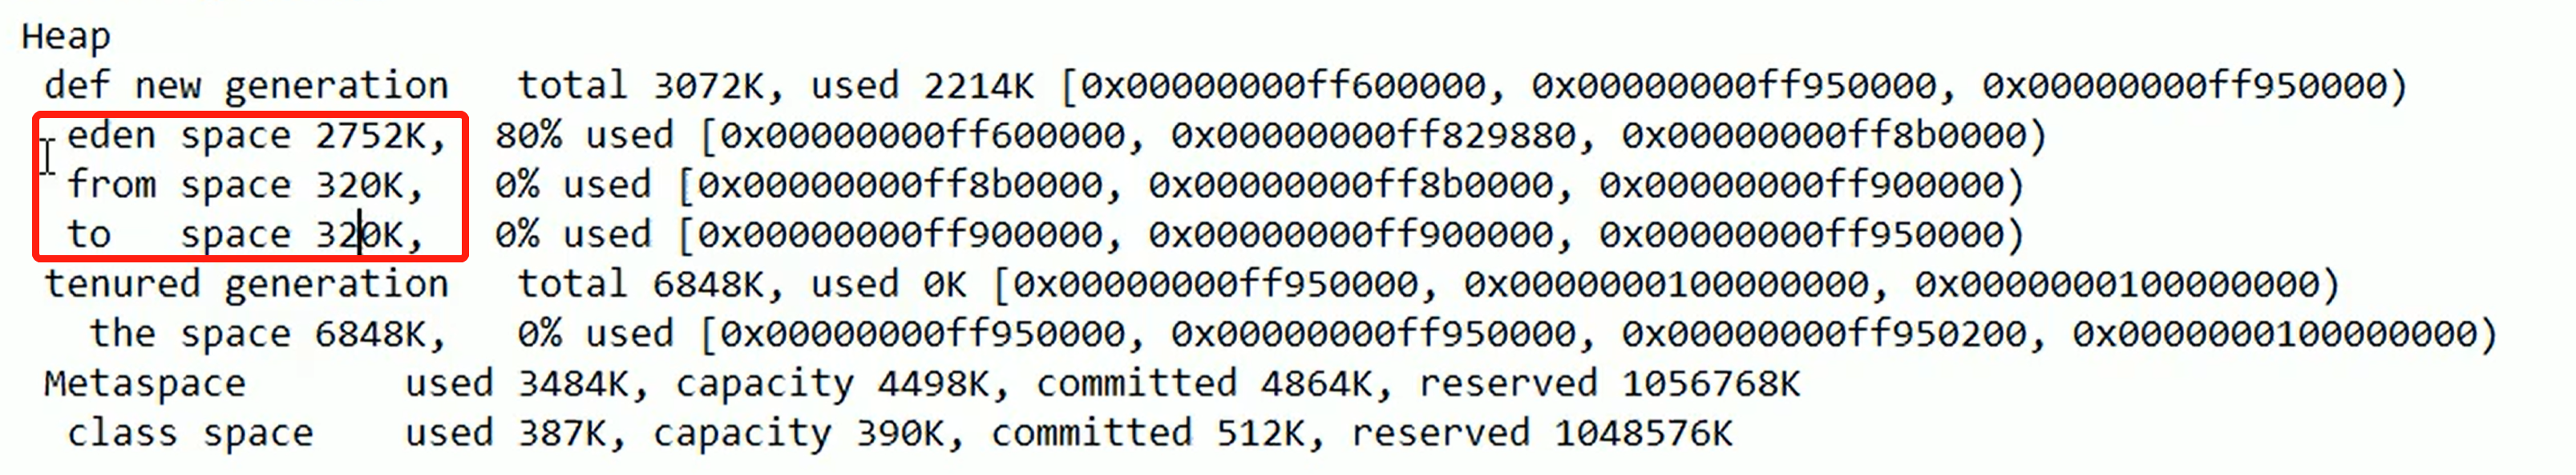 Heap
def new generation total 3072K, used 2214K [0x00000000ff600000, 0x00000000ff950000, 0x00000000ff950000)
eden space 2752K, 80% used [0x00000000ff600000, 0x00000000ff829880, 0x00000000ff8b0000)
from space 320K, 0% used [0x00000000ff8b0000, 0x00000000ff8b0000, 0x00000000ff900000)
to space 320K, 0% used [0x00000000ff900000, 0x00000000ff900000, 0x00000000ff950000)
tenured generation total 6848K, used 0K [0x00000000ff950000, 0x0000000100000000, 0x0000000100000000)
the space 6848K, 0% used [0x00000000ff950000, 0x00000000ff950000, 0x00000000ff950200, 0x0000000100000000)
Metaspace used 3484K, capacity 4498K, committed 4864K, reserved 1056768K
class space used 387K, capacity 390K, committed 512K, reserved 1048576K